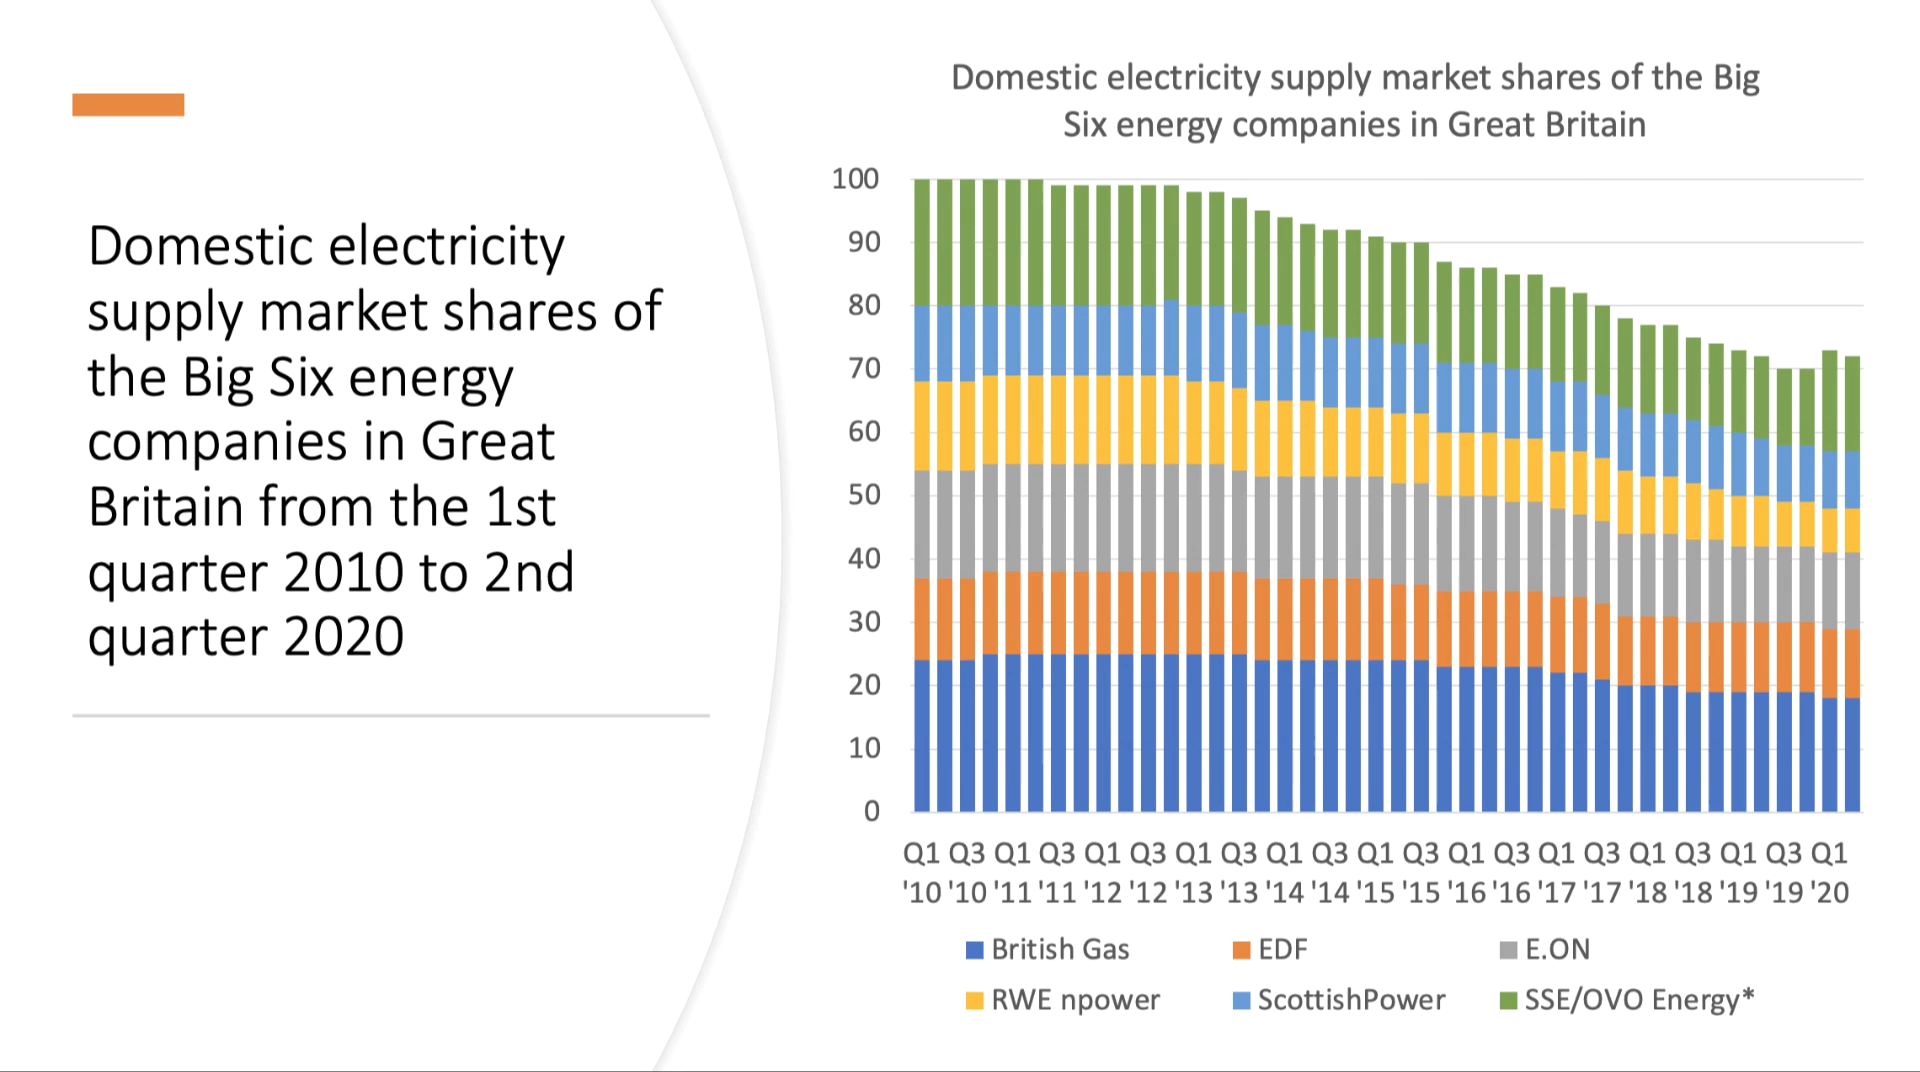 Domestic electricity
supply market shares of
the Big Six energy
companies in Great
Britain from the 1st
quarter 2010 to 2nd
quarter 2020
Domestic electricity supply market shares of the Big
Six energy companies in Great Britain
100
90
80
70
60
50
40
30
20
10
0
Q1 Q3 Q1 Q3 Q1 Q3 Q1 Q3 Q1 Q3 Q1 Q3 Q1 Q3 Q1 Q3 Q1 Q3 Q1 Q3 Q1
'10 '10 '11 '11 '12 '12 '13 '13 '14 '14 '15 '15 '16 '16 '17 '17 '18 '18 '19 '19 '20
British Gas EDF E.ON
RWE npower ScottishPower SSE/OVO Energy*